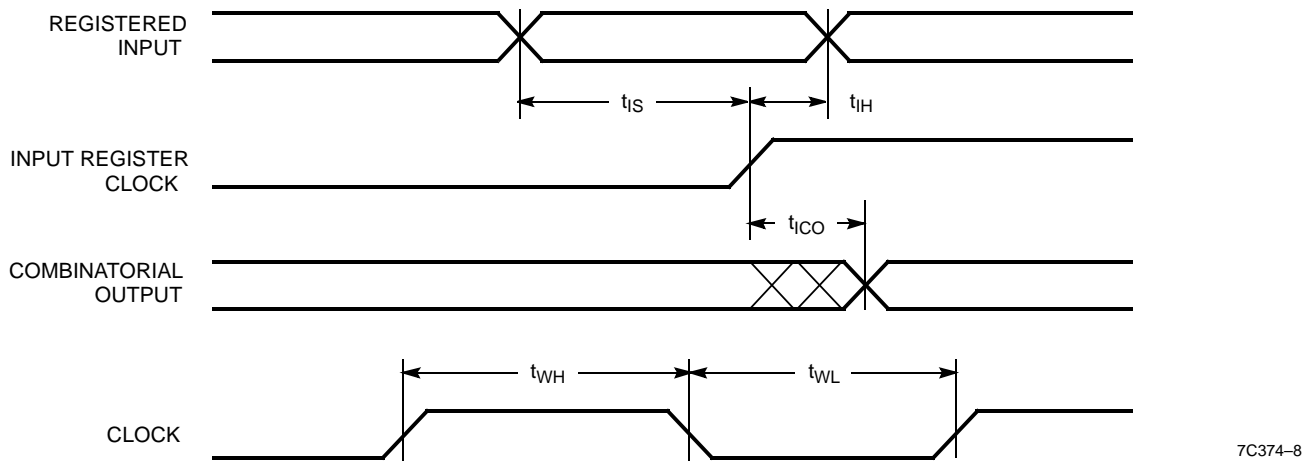 REGISTERED
INPUT
tIS
tIH
INPUT REGISTER
CLOCK
tICO
COMBINATORIAL
OUTPUT
tWH
tWL
CLOCK
7C374–8